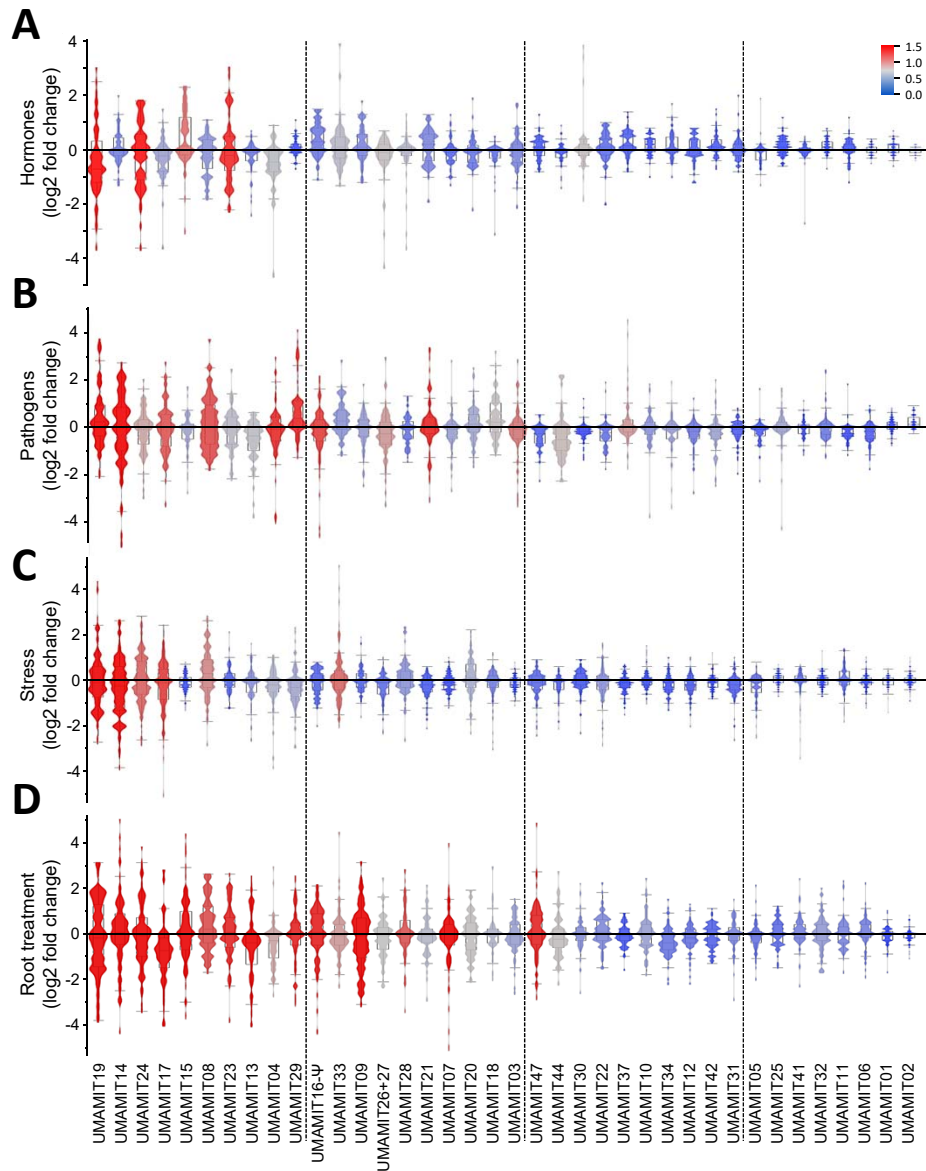 A
4
2
0
-2
-4
Hormones
(log2 fold change)
1.5
1.0
0.5
0.0
B
4
2
0
-2
-4
Pathogens
(log2 fold change)
C
4
2
0
-2
-4
Stress
(log2 fold change)
D
4
2
0
-2
-4
Root treatment
(log2 fold change)
UMAMIT19
UMAMIT14
UMAMIT24
UMAMIT17
UMAMIT15
UMAMIT08
UMAMIT23
UMAMIT13
UMAMIT04
UMAMIT29
UMAMIT16-Ψ
UMAMIT33
UMAMIT09
UMAMIT26+27
UMAMIT28
UMAMIT21
UMAMIT07
UMAMIT20
UMAMIT18
UMAMIT03
UMAMIT47
UMAMIT44
UMAMIT30
UMAMIT22
UMAMIT37
UMAMIT10
UMAMIT34
UMAMIT12
UMAMIT42
UMAMIT31
UMAMIT05
UMAMIT25
UMAMIT41
UMAMIT32
UMAMIT11
UMAMIT06
UMAMIT01
UMAMIT02